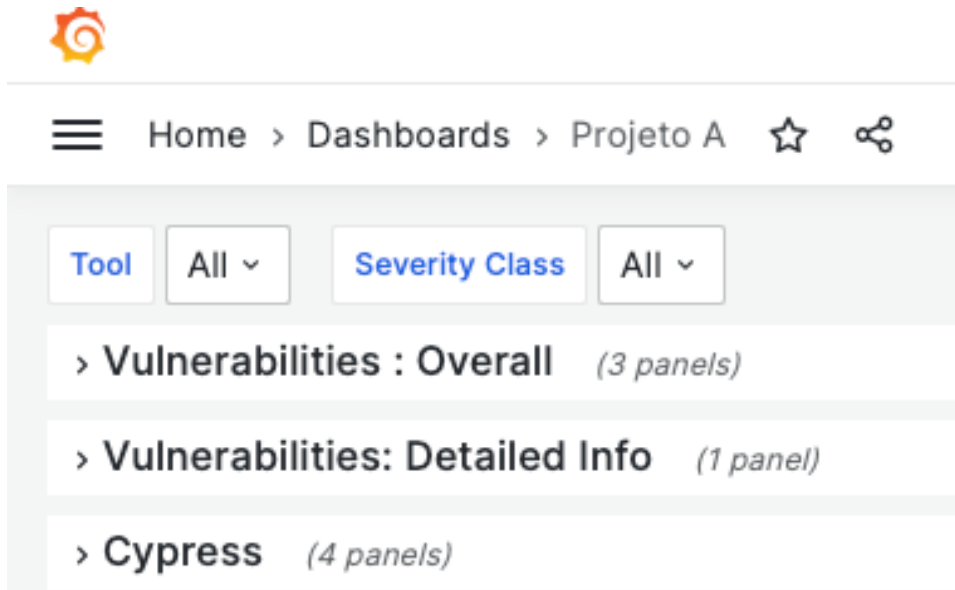 Home > Dashboards > Projeto A
Tool All Severity Class All
Vulnerabilities : Overall (3 panels)
Vulnerabilities: Detailed Info (1 panel)
Cypress (4 panels)